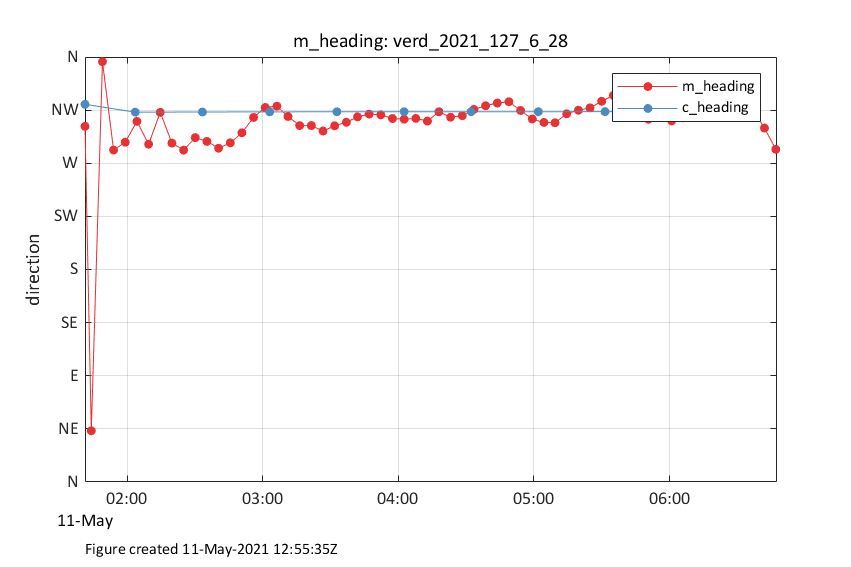 m_heading: verd_2021_127_6_28
m_heading
c_heading
direction
N
NW
W
SW
S
SE
E
NE
N
02:00 03:00 04:00 05:00 06:00
11-May
Figure created 11-May-2021 12:55:35Z